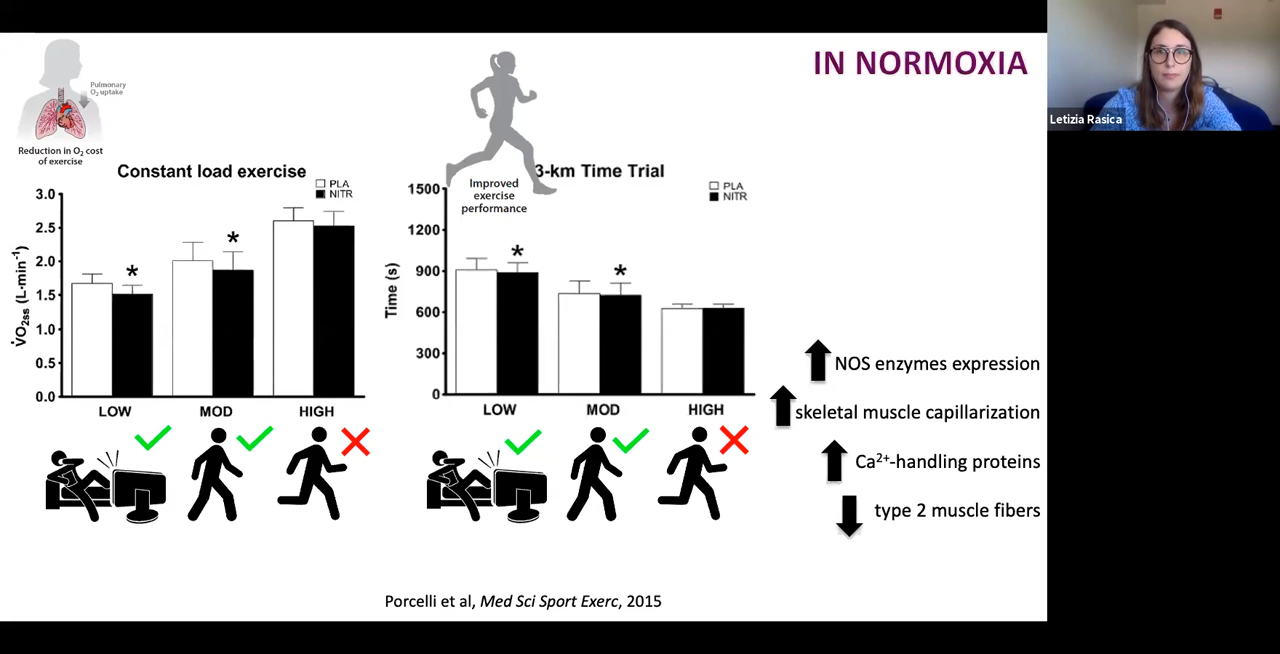 IN NORMOXIA
Letizia Rasica
Pulmonary
O₂ uptake
Reduction in O₂ cost
of exercise
Constant load exercise
PLA
NITR
3.0
2.5
2.0
1.5
1.0
0.5
0.0
V̇O₂ss (L·min⁻¹)
*
*
LOW MOD HIGH
3-km Time Trial
Improved
exercise
performance
PLA
NITR
1500
1200
900
600
300
0
Time (s)
*
*
LOW MOD HIGH
NOS enzymes expression
skeletal muscle capillarization
Ca²⁺-handling proteins
type 2 muscle fibers
Porcelli et al, Med Sci Sport Exerc, 2015